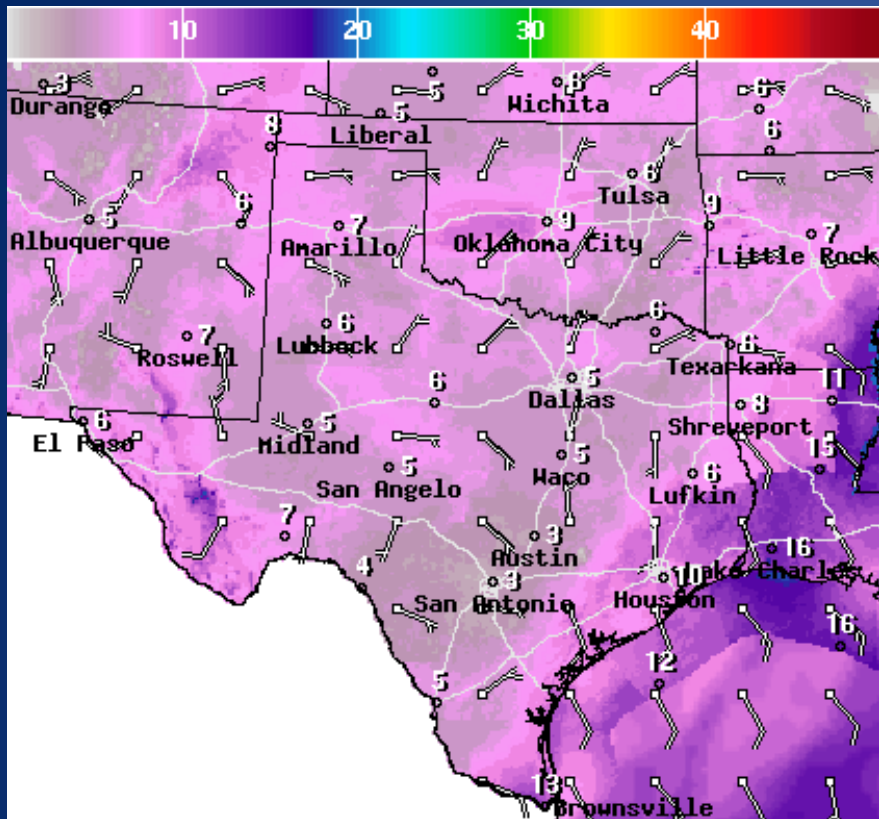 10 20 30 40
3
5
6
6
Durango
Wichita
5
Liberal
8
6
6
Tulsa
6
5
7
9
9
7
Albuquerque
Amarillo
Oklahoma City
Little Rock
7
6
6
6
Roswell
Lubbock
Texarkana
5
6
Dallas
11
8
6
5
El Paso
Midland
Shreveport
5
5
6
15
San Angelo
Waco
Lufkin
7
3
16
Austin
Lake Charles
4
3
10
San Antonio
Houston
16
12
5
13
Brownsville